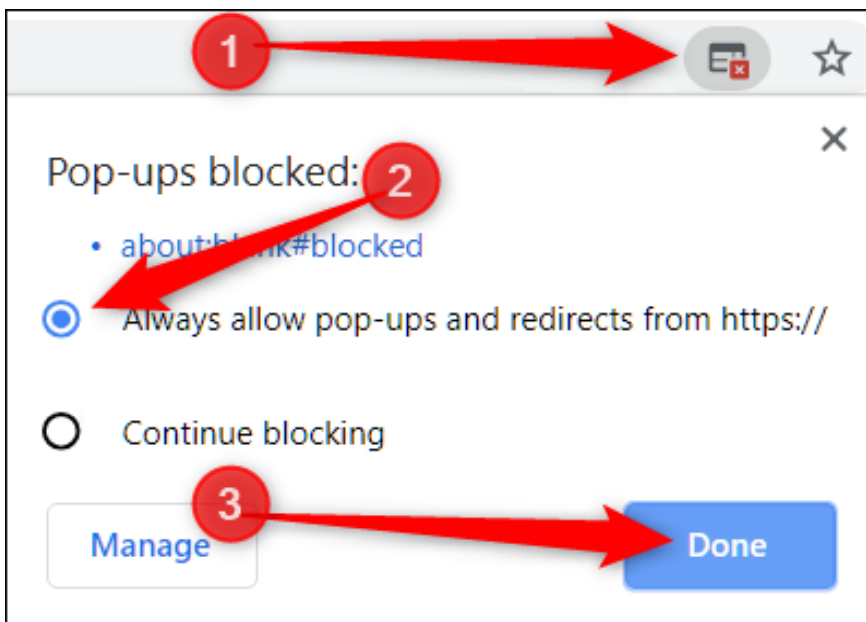 1
Pop-ups blocked:
2
• about:blank#blocked
Always allow pop-ups and redirects from https://
Continue blocking
3
Manage
Done